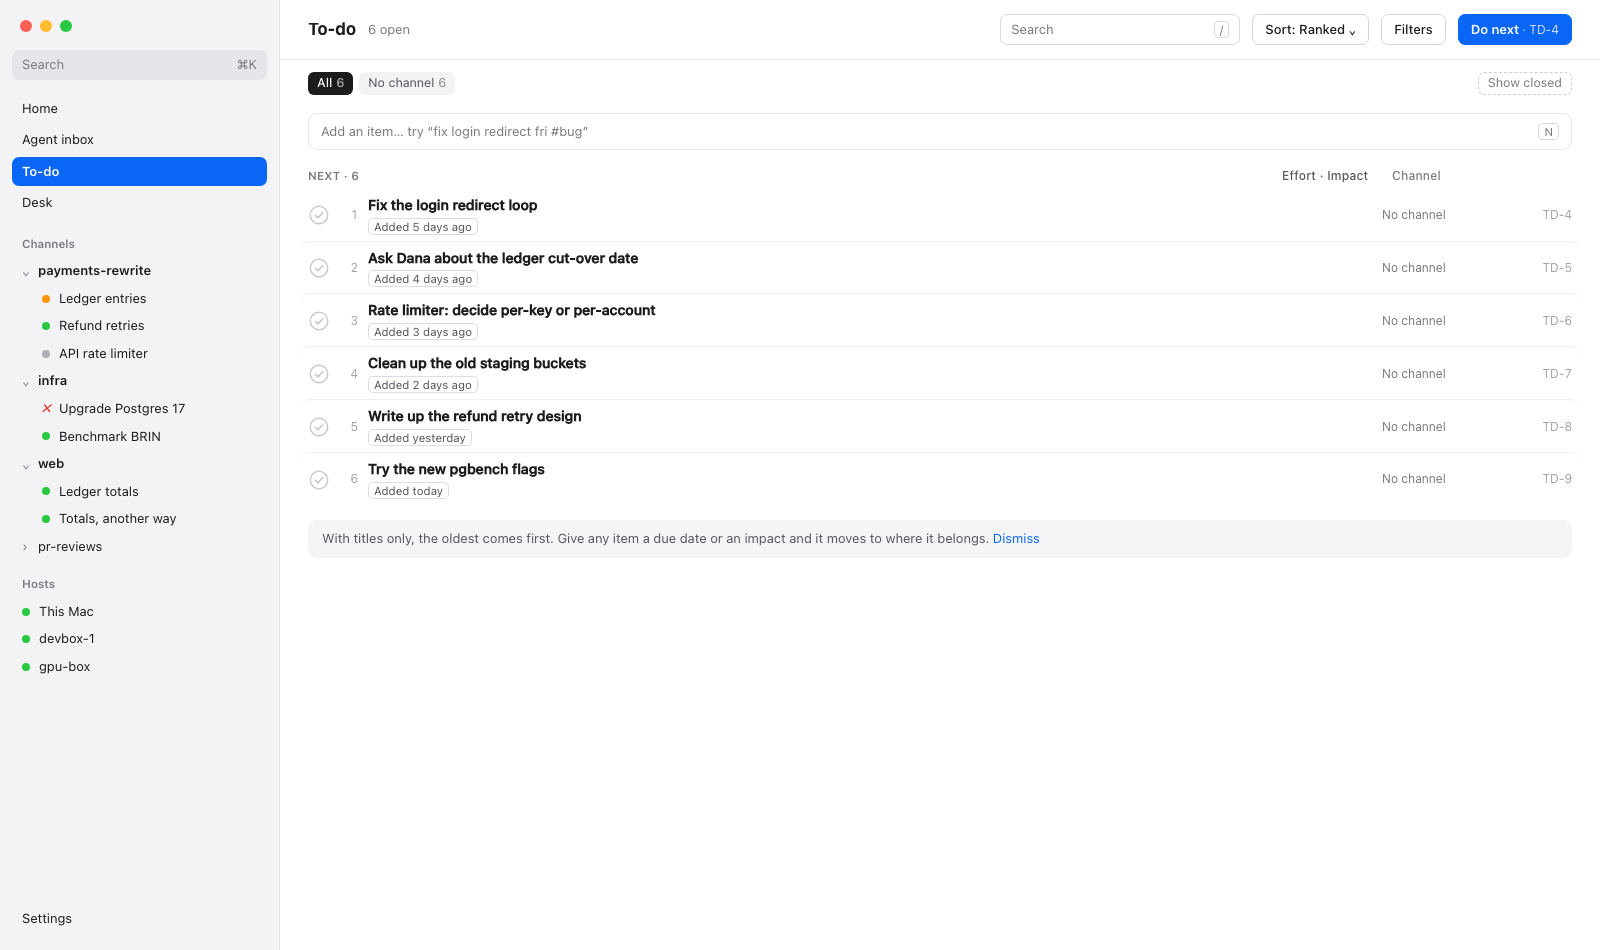 Search ⌘K
Home
Agent inbox
To-do
Desk
Channels
payments-rewrite
Ledger entries
Refund retries
API rate limiter
infra
Upgrade Postgres 17
Benchmark BRIN
web
Ledger totals
Totals, another way
pr-reviews
Hosts
This Mac
devbox-1
gpu-box
Settings
To-do 6 open
Search /
Sort: Ranked
Filters
Do next · TD-4
All 6
No channel 6
Show closed
Add an item... try “fix login redirect fri #bug” N
NEXT · 6 Effort · Impact Channel
1 Fix the login redirect loop No channel TD-4
Added 5 days ago
2 Ask Dana about the ledger cut-over date No channel TD-5
Added 4 days ago
3 Rate limiter: decide per-key or per-account No channel TD-6
Added 3 days ago
4 Clean up the old staging buckets No channel TD-7
Added 2 days ago
5 Write up the refund retry design No channel TD-8
Added yesterday
6 Try the new pgbench flags No channel TD-9
Added today
With titles only, the oldest comes first. Give any item a due date or an impact and it moves to where it belongs. Dismiss